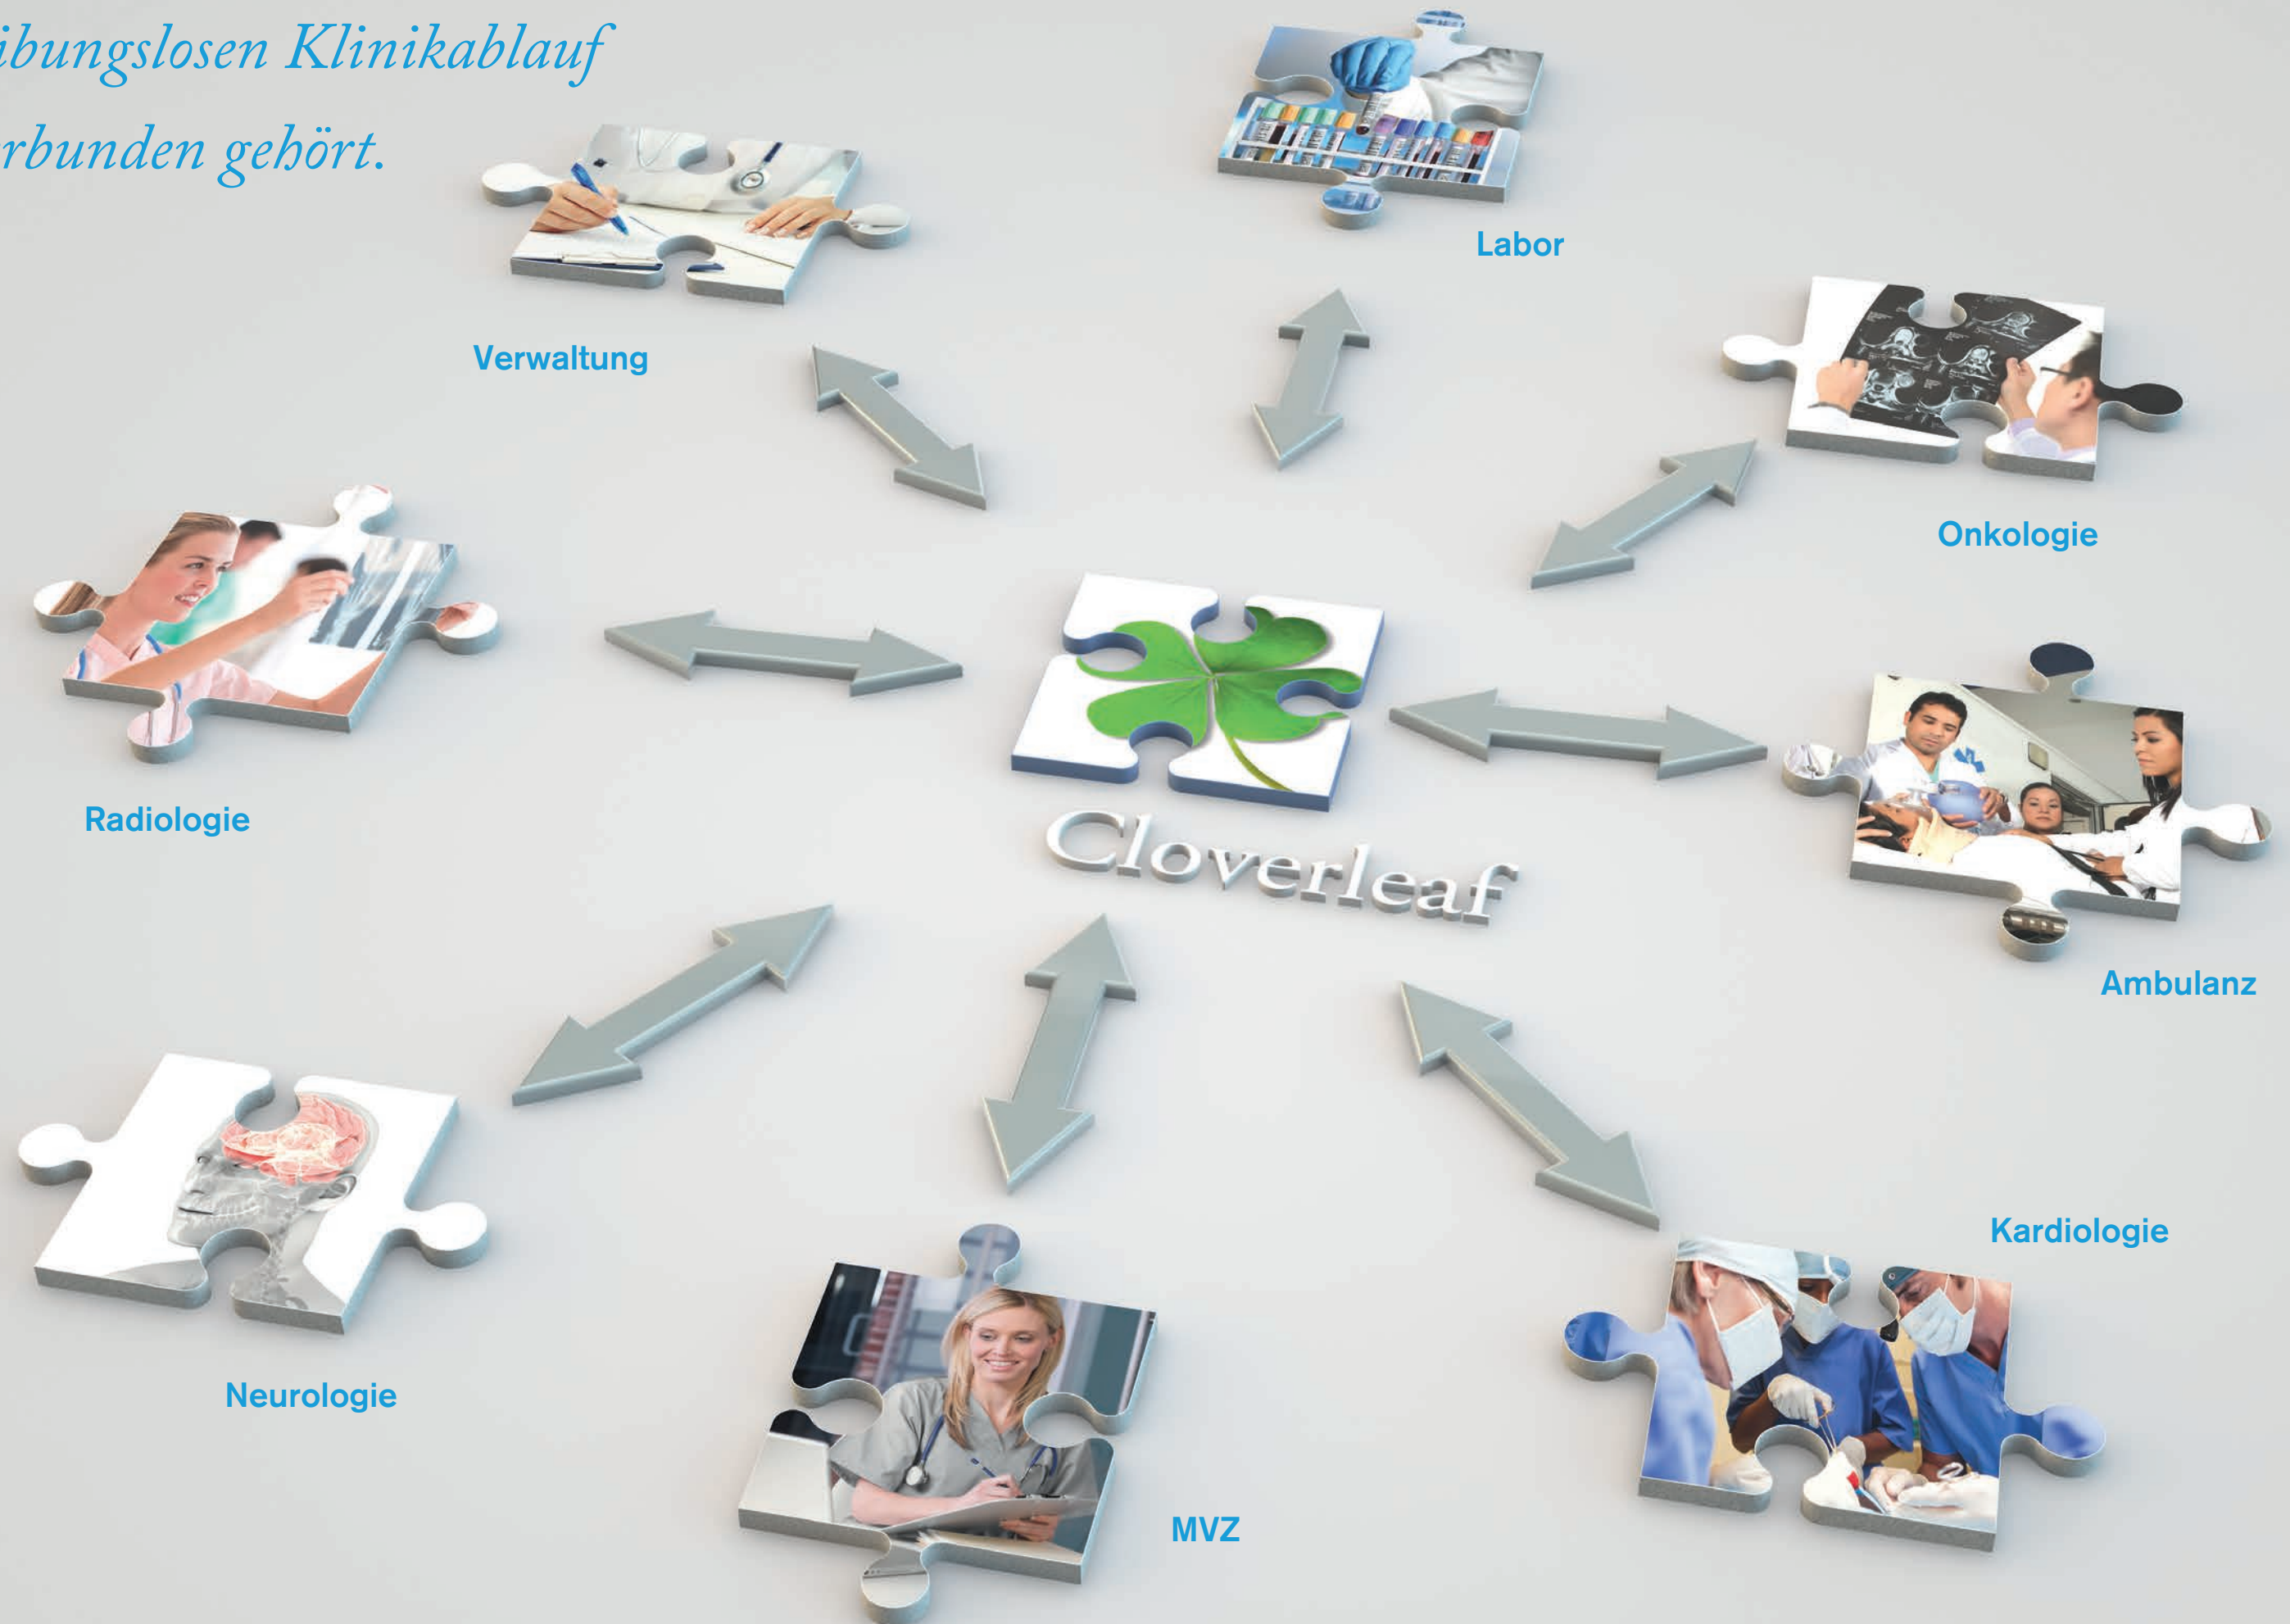 ibungslosen Klinikablauf
rbunden gehört.
Labor
Verwaltung
Onkologie
Radiologie
Cloverleaf
Ambulanz
Kardiologie
Neurologie
MVZ